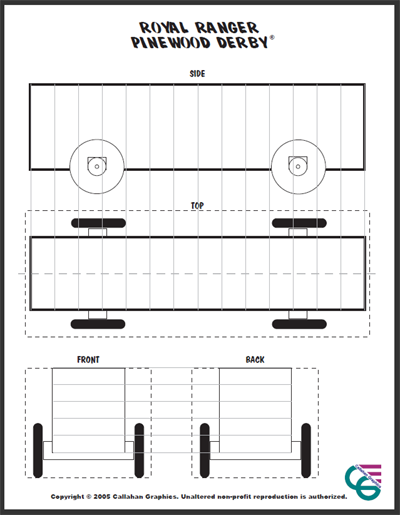 ROYAL RANGER
PINEWOOD DERBY®
SIDE
TOP
FRONT BACK
Copyright © 2005 Callahan Graphics. Unaltered non-profit reproduction is authorized.